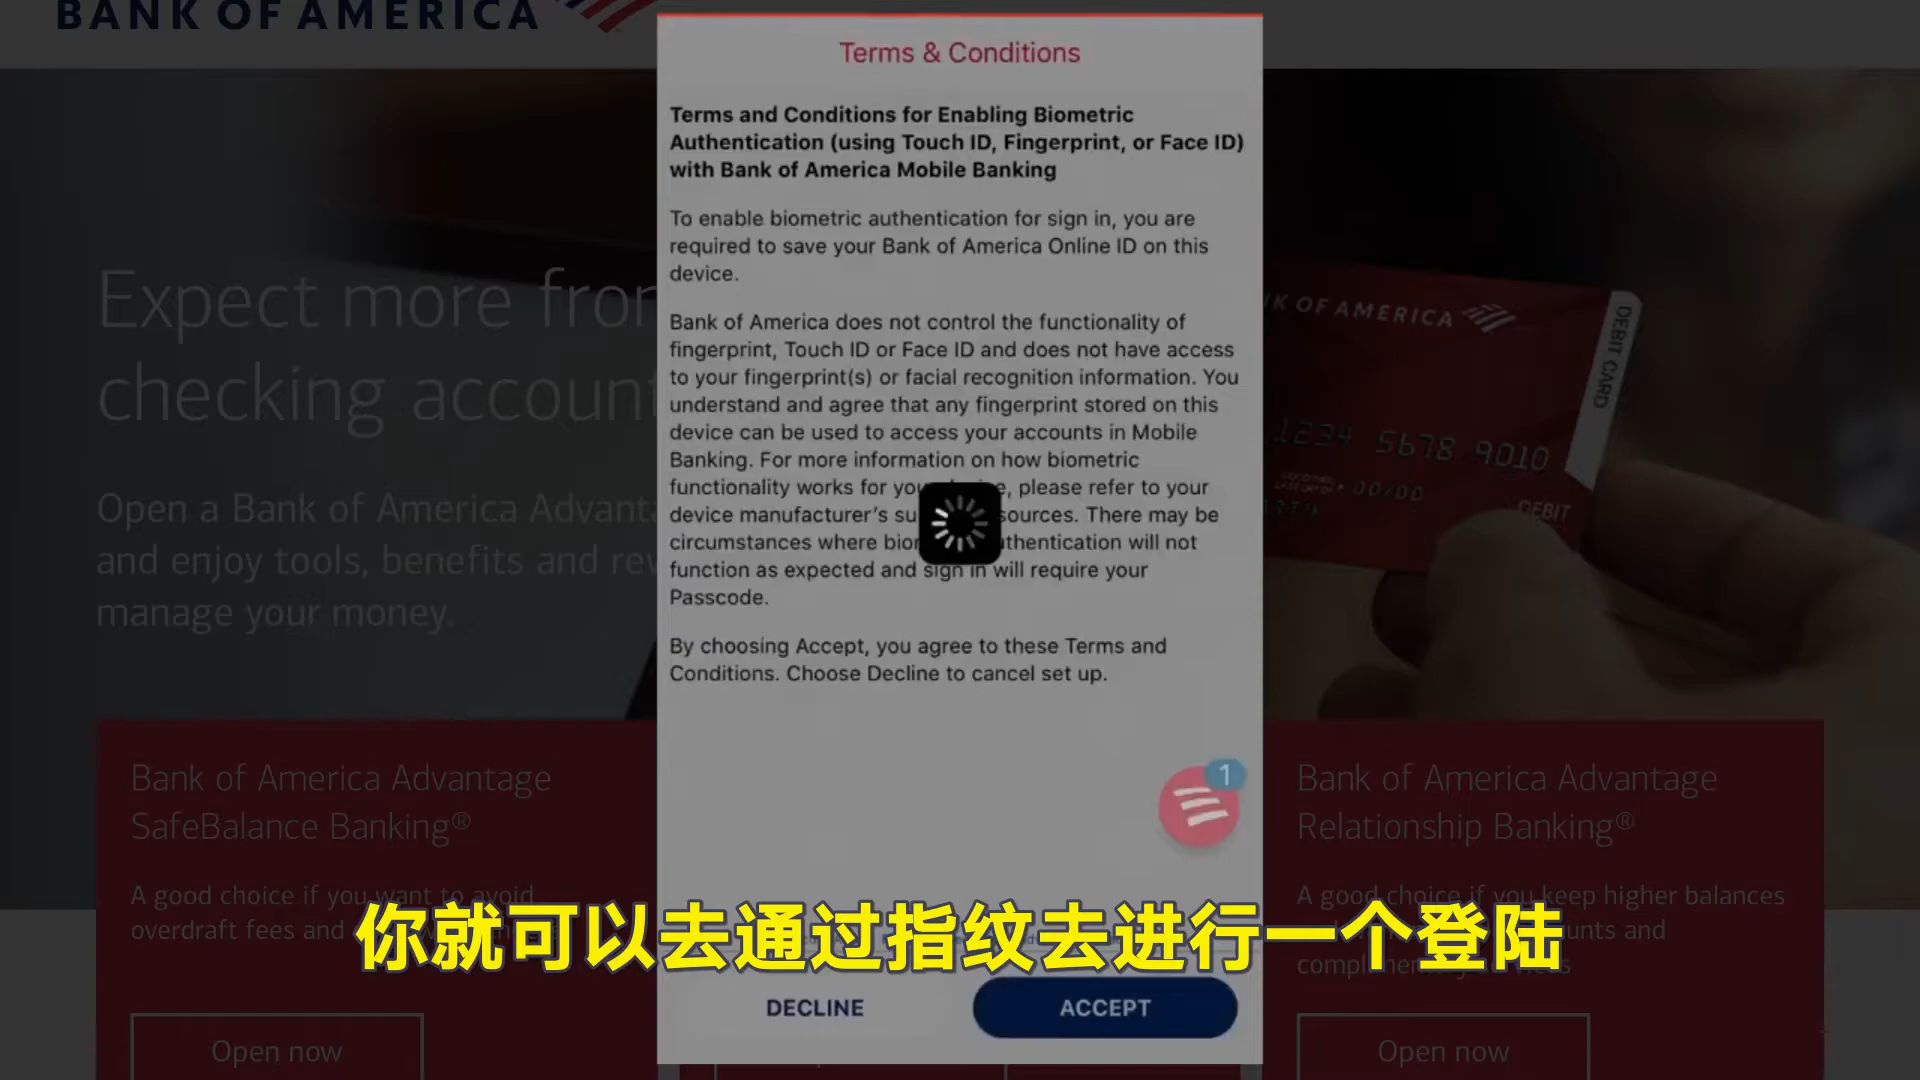 BANK OF AMERICA
Terms & Conditions
Terms and Conditions for Enabling Biometric
Authentication (using Touch ID, Fingerprint, or Face ID)
with Bank of America Mobile Banking
To enable biometric authentication for sign in, you are
required to save your Bank of America Online ID on this
device.
Bank of America does not control the functionality of
fingerprint, Touch ID or Face ID and does not have access
to your fingerprint(s) or facial recognition information. You
understand and agree that any fingerprint stored on this
device can be used to access your accounts in Mobile
Banking. For more information on how biometric
functionality works for you , please refer to your
device manufacturer's su sources. There may be
circumstances where bio thentication will not
function as expected and sign in will require your
Passcode.
By choosing Accept, you agree to these Terms and
Conditions. Choose Decline to cancel set up.
1
DECLINE
ACCEPT
Expect more fro
checking accoun
Open a Bank of America Advant
and enjoy tools, benefits and re
manage your money.
K OF AMERICA
DEBIT CARD
1234 5678 9010
00/00
DEBIT
Bank of America Advantage
SafeBalance Banking®
A good choice if you want to avoid
overdraft fees and
Open now
Bank of America Advantage
Relationship Banking®
A good choice if you keep higher balances
unts and
Open now
你就可以去通过指纹去进行一个登陆